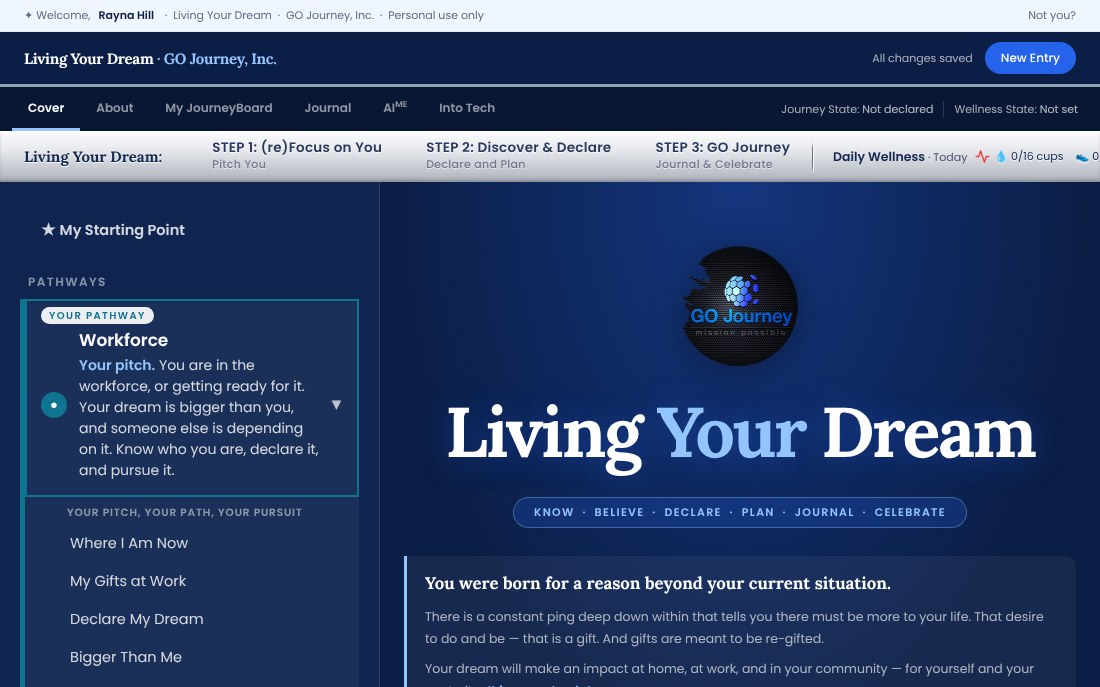 ✦ Welcome, Rayna Hill · Living Your Dream · GO Journey, Inc. · Personal use only
Not you?
Living Your Dream · GO Journey, Inc.
All changes saved
New Entry
Cover
About
My JourneyBoard
Journal
AIME
Into Tech
Journey State: Not declared
Wellness State: Not set
Living Your Dream:
STEP 1: (re)Focus on You
Pitch You
STEP 2: Discover & Declare
Declare and Plan
STEP 3: GO Journey
Journal & Celebrate
Daily Wellness · Today
0/16 cups
0
★ My Starting Point
PATHWAYS
YOUR PATHWAY
Workforce
Your pitch. You are in the
workforce, or getting ready for it.
Your dream is bigger than you,
and someone else is depending
on it. Know who you are, declare it,
and pursue it.
▼
YOUR PITCH, YOUR PATH, YOUR PURSUIT
Where I Am Now
My Gifts at Work
Declare My Dream
Bigger Than Me
GO Journey
mission possible
Living Your Dream
KNOW · BELIEVE · DECLARE · PLAN · JOURNAL · CELEBRATE
You were born for a reason beyond your current situation.
There is a constant ping deep down within that tells you there must be more to your life. That desire
to do and be — that is a gift. And gifts are meant to be re-gifted.
Your dream will make an impact at home, at work, and in your community — for yourself and your